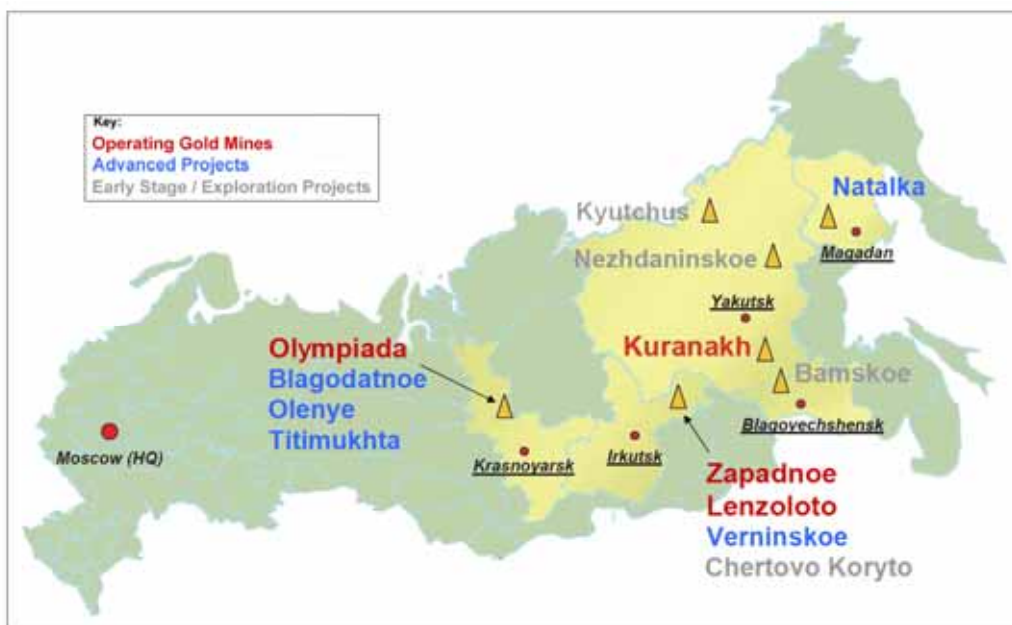 Key:
Operating Gold Mines
Advanced Projects
Early Stage / Exploration Projects
Natalka
Kyutchus
Magadan
Nezhdaninskoe
Yakutsk
Olympiada
Blagodatnoe
Olenye
Titimukhta
Kuranakh
Bamskoe
Blagovechshensk
Moscow (HQ)
Krasnoyarsk
Irkutsk
Zapadnoe
Lenzoloto
Verninskoe
Chertovo Koryto